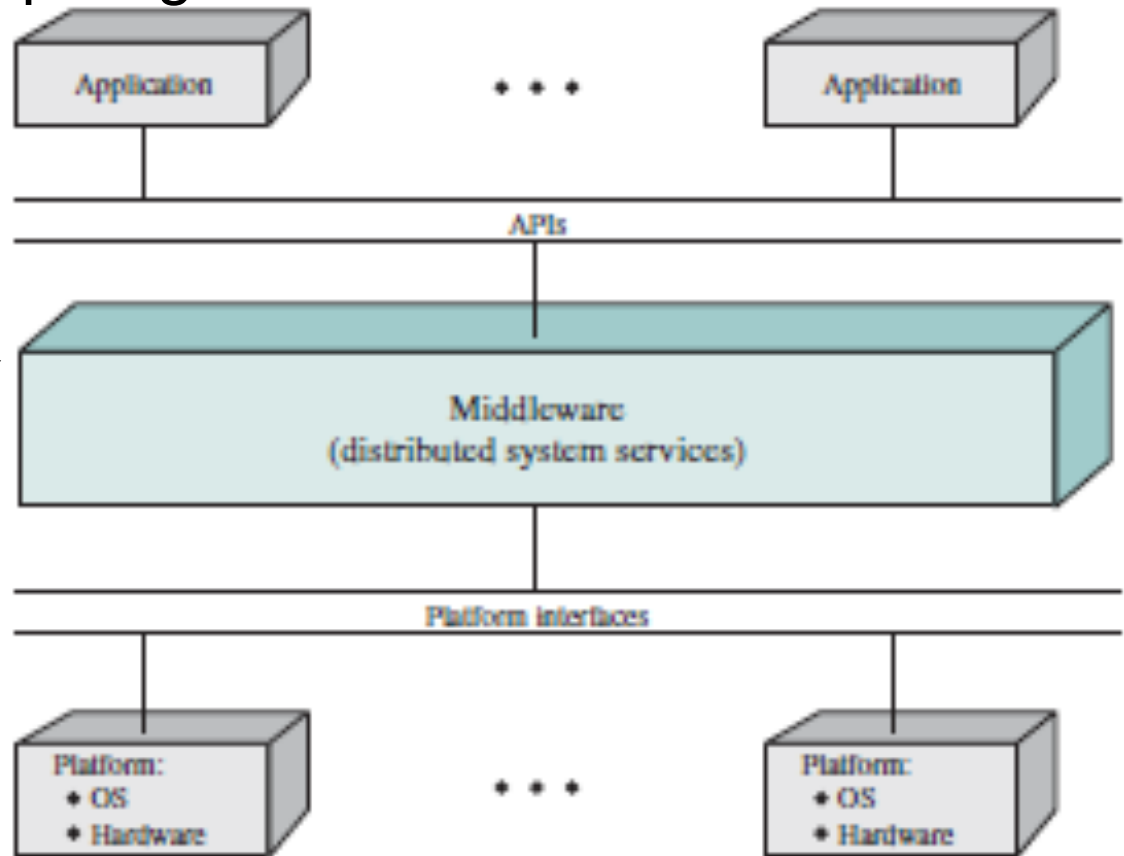 Application
Application
APIs
Middleware
(distributed system services)
Platform interfaces
Platform:
◆ OS
◆ Hardware
Platform:
◆ OS
◆ Hardware